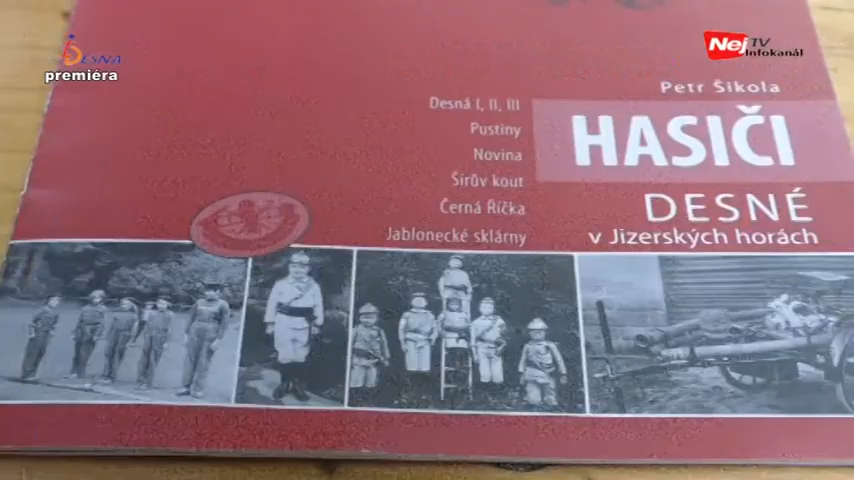 DESNA
premiéra
Nej TV
Infokanál
Petr Šikola
Desná I, II, III
Pustiny
Novina
Šírův kout
Černá Říčka
Jablonecké sklárny
HASIČI
DESNÉ
v Jizerských horách